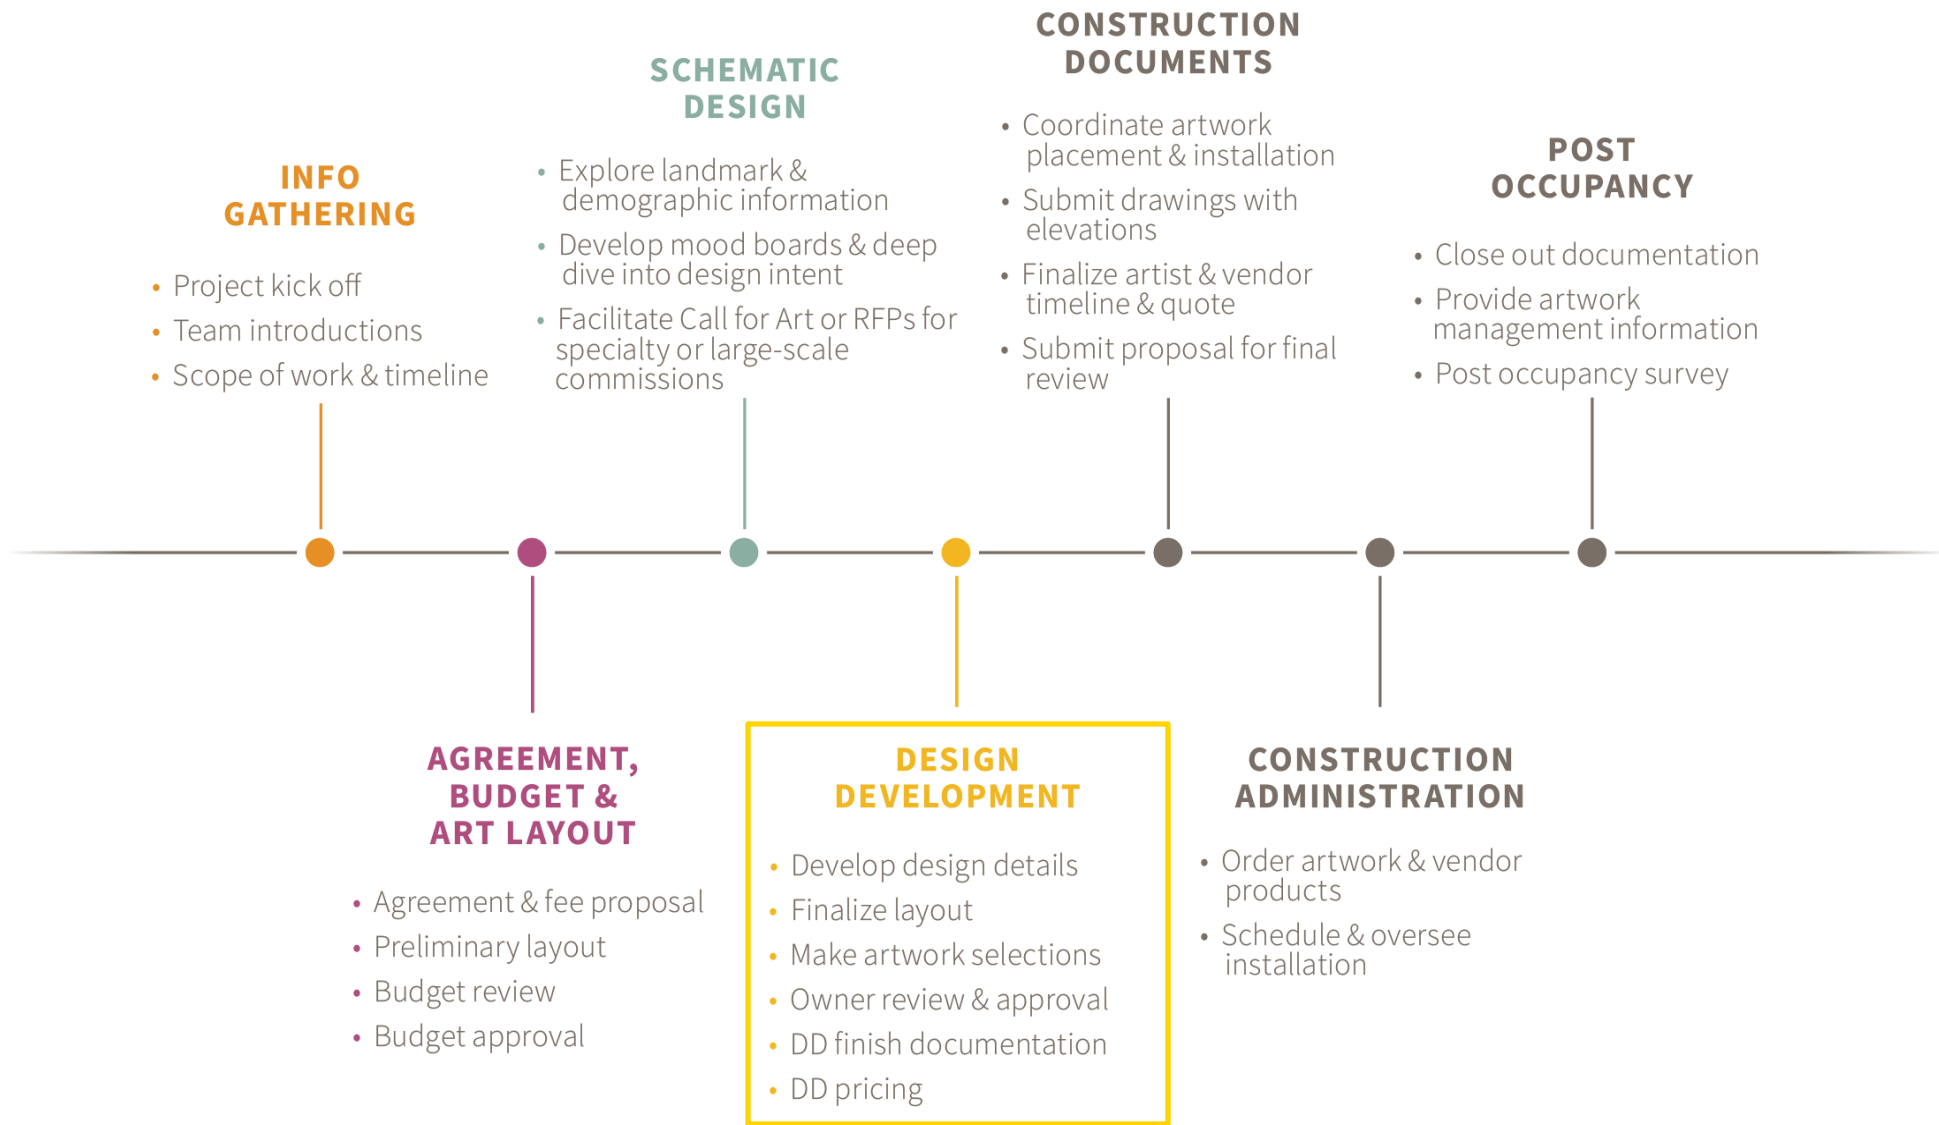 INFO
GATHERING
• Project kick off
• Team introductions
• Scope of work & timeline
AGREEMENT,
BUDGET &
ART LAYOUT
• Agreement & fee proposal
• Preliminary layout
• Budget review
• Budget approval
SCHEMATIC
DESIGN
• Explore landmark &
demographic information
• Develop mood boards & deep
dive into design intent
• Facilitate Call for Art or RFPs for
specialty or large-scale
commissions
DESIGN
DEVELOPMENT
• Develop design details
• Finalize layout
• Make artwork selections
• Owner review & approval
• DD finish documentation
• DD pricing
CONSTRUCTION
DOCUMENTS
• Coordinate artwork
placement & installation
• Submit drawings with
elevations
• Finalize artist & vendor
timeline & quote
• Submit proposal for final
review
CONSTRUCTION
ADMINISTRATION
• Order artwork & vendor
products
• Schedule & oversee
installation
POST
OCCUPANCY
• Close out documentation
• Provide artwork
management information
• Post occupancy survey